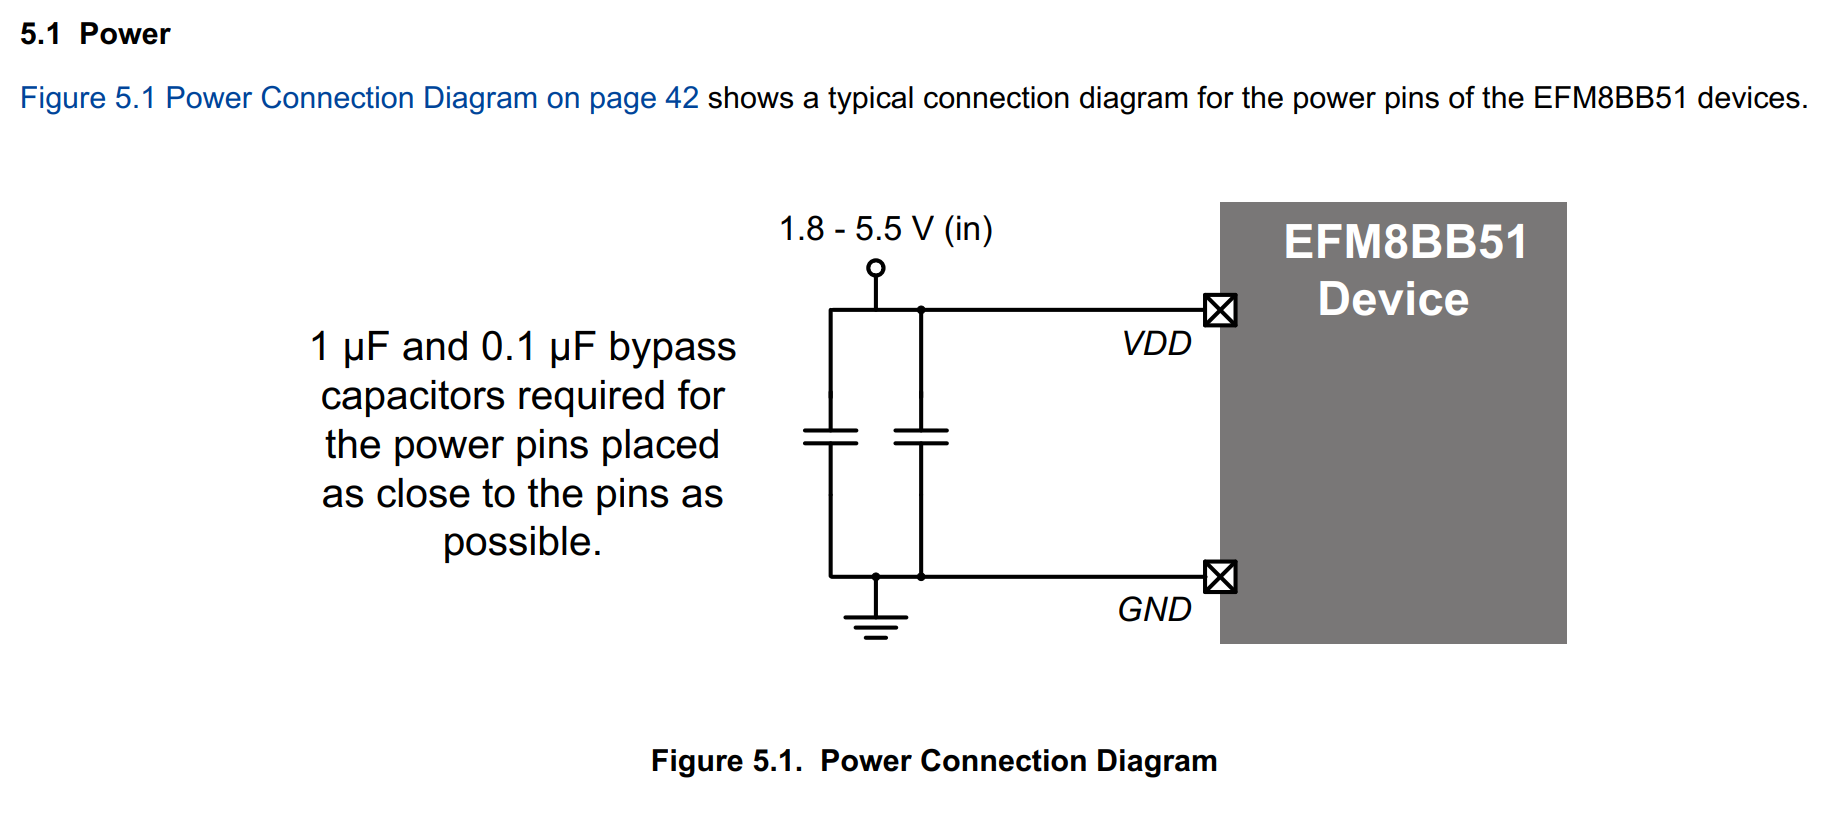 5.1 Power
Figure 5.1 Power Connection Diagram on page 42 shows a typical connection diagram for the power pins of the EFM8BB51 devices.
1.8 - 5.5 V (in)
EFM8BB51
Device
VDD
1 µF and 0.1 µF bypass
capacitors required for
the power pins placed
as close to the pins as
possible.
GND
Figure 5.1. Power Connection Diagram